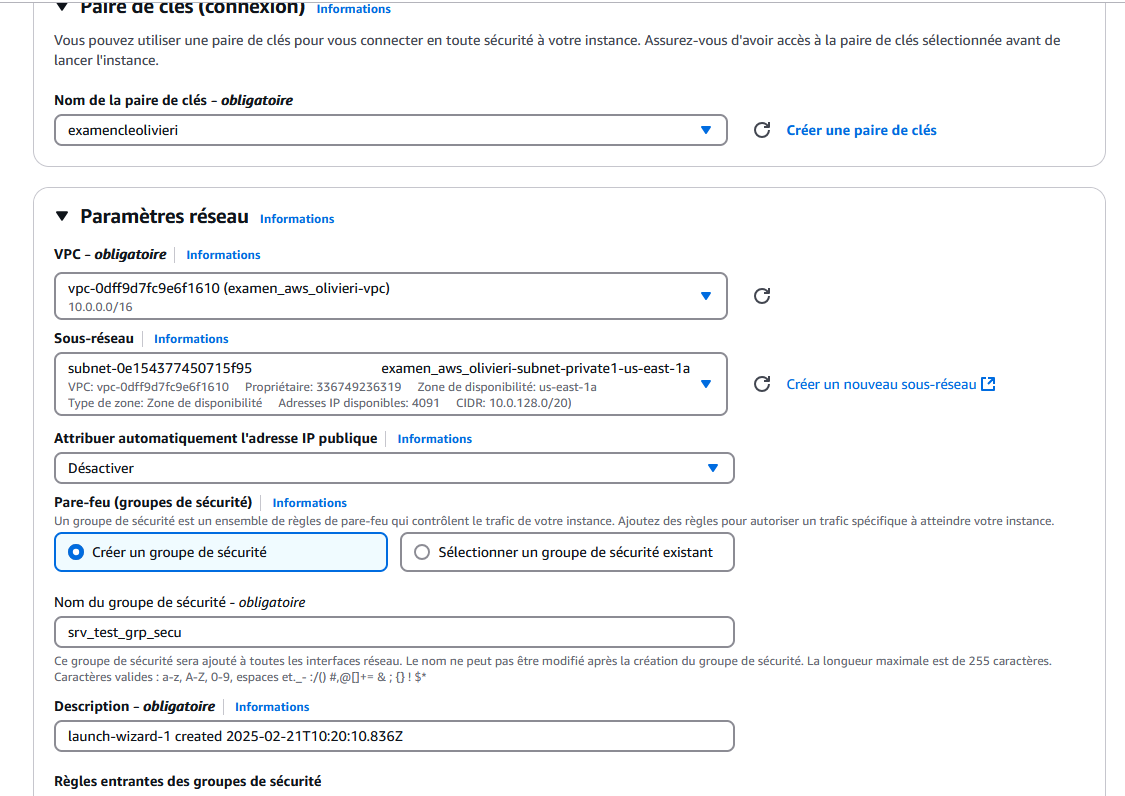 Paire de clés (connexion) Informations
Vous pouvez utiliser une paire de clés pour vous connecter en toute sécurité à votre instance. Assurez-vous d'avoir accès à la paire de clés sélectionnée avant de
lancer l'instance.
Nom de la paire de clés – obligatoire
examencleolivieri
Créer une paire de clés
Paramètres réseau Informations
VPC – obligatoire Informations
vpc-0dff9d7fc9e6f1610 (examen_aws_olivieri-vpc)
10.0.0.0/16
Sous-réseau Informations
subnet-0e154377450715f95 examen_aws_olivieri-subnet-private1-us-east-1a
VPC: vpc-0dff9d7fc9e6f1610 Propriétaire: 336749236319 Zone de disponibilité: us-east-1a
Type de zone: Zone de disponibilité Adresses IP disponibles: 4091 CIDR: 10.0.128.0/20)
Créer un nouveau sous-réseau
Attribuer automatiquement l'adresse IP publique Informations
Désactiver
Pare-feu (groupes de sécurité) Informations
Un groupe de sécurité est un ensemble de règles de pare-feu qui contrôlent le trafic de votre instance. Ajoutez des règles pour autoriser un trafic spécifique à atteindre votre instance.
Créer un groupe de sécurité Sélectionner un groupe de sécurité existant
Nom du groupe de sécurité - obligatoire
srv_test_grp_secu
Ce groupe de sécurité sera ajouté à toutes les interfaces réseau. Le nom ne peut pas être modifié après la création du groupe de sécurité. La longueur maximale est de 255 caractères.
Caractères valides : a-z, A-Z, 0-9, espaces et._- :/() #,@[]+= & ; {} ! $*
Description – obligatoire Informations
launch-wizard-1 created 2025-02-21T10:20:10.836Z
Règles entrantes des groupes de sécurité